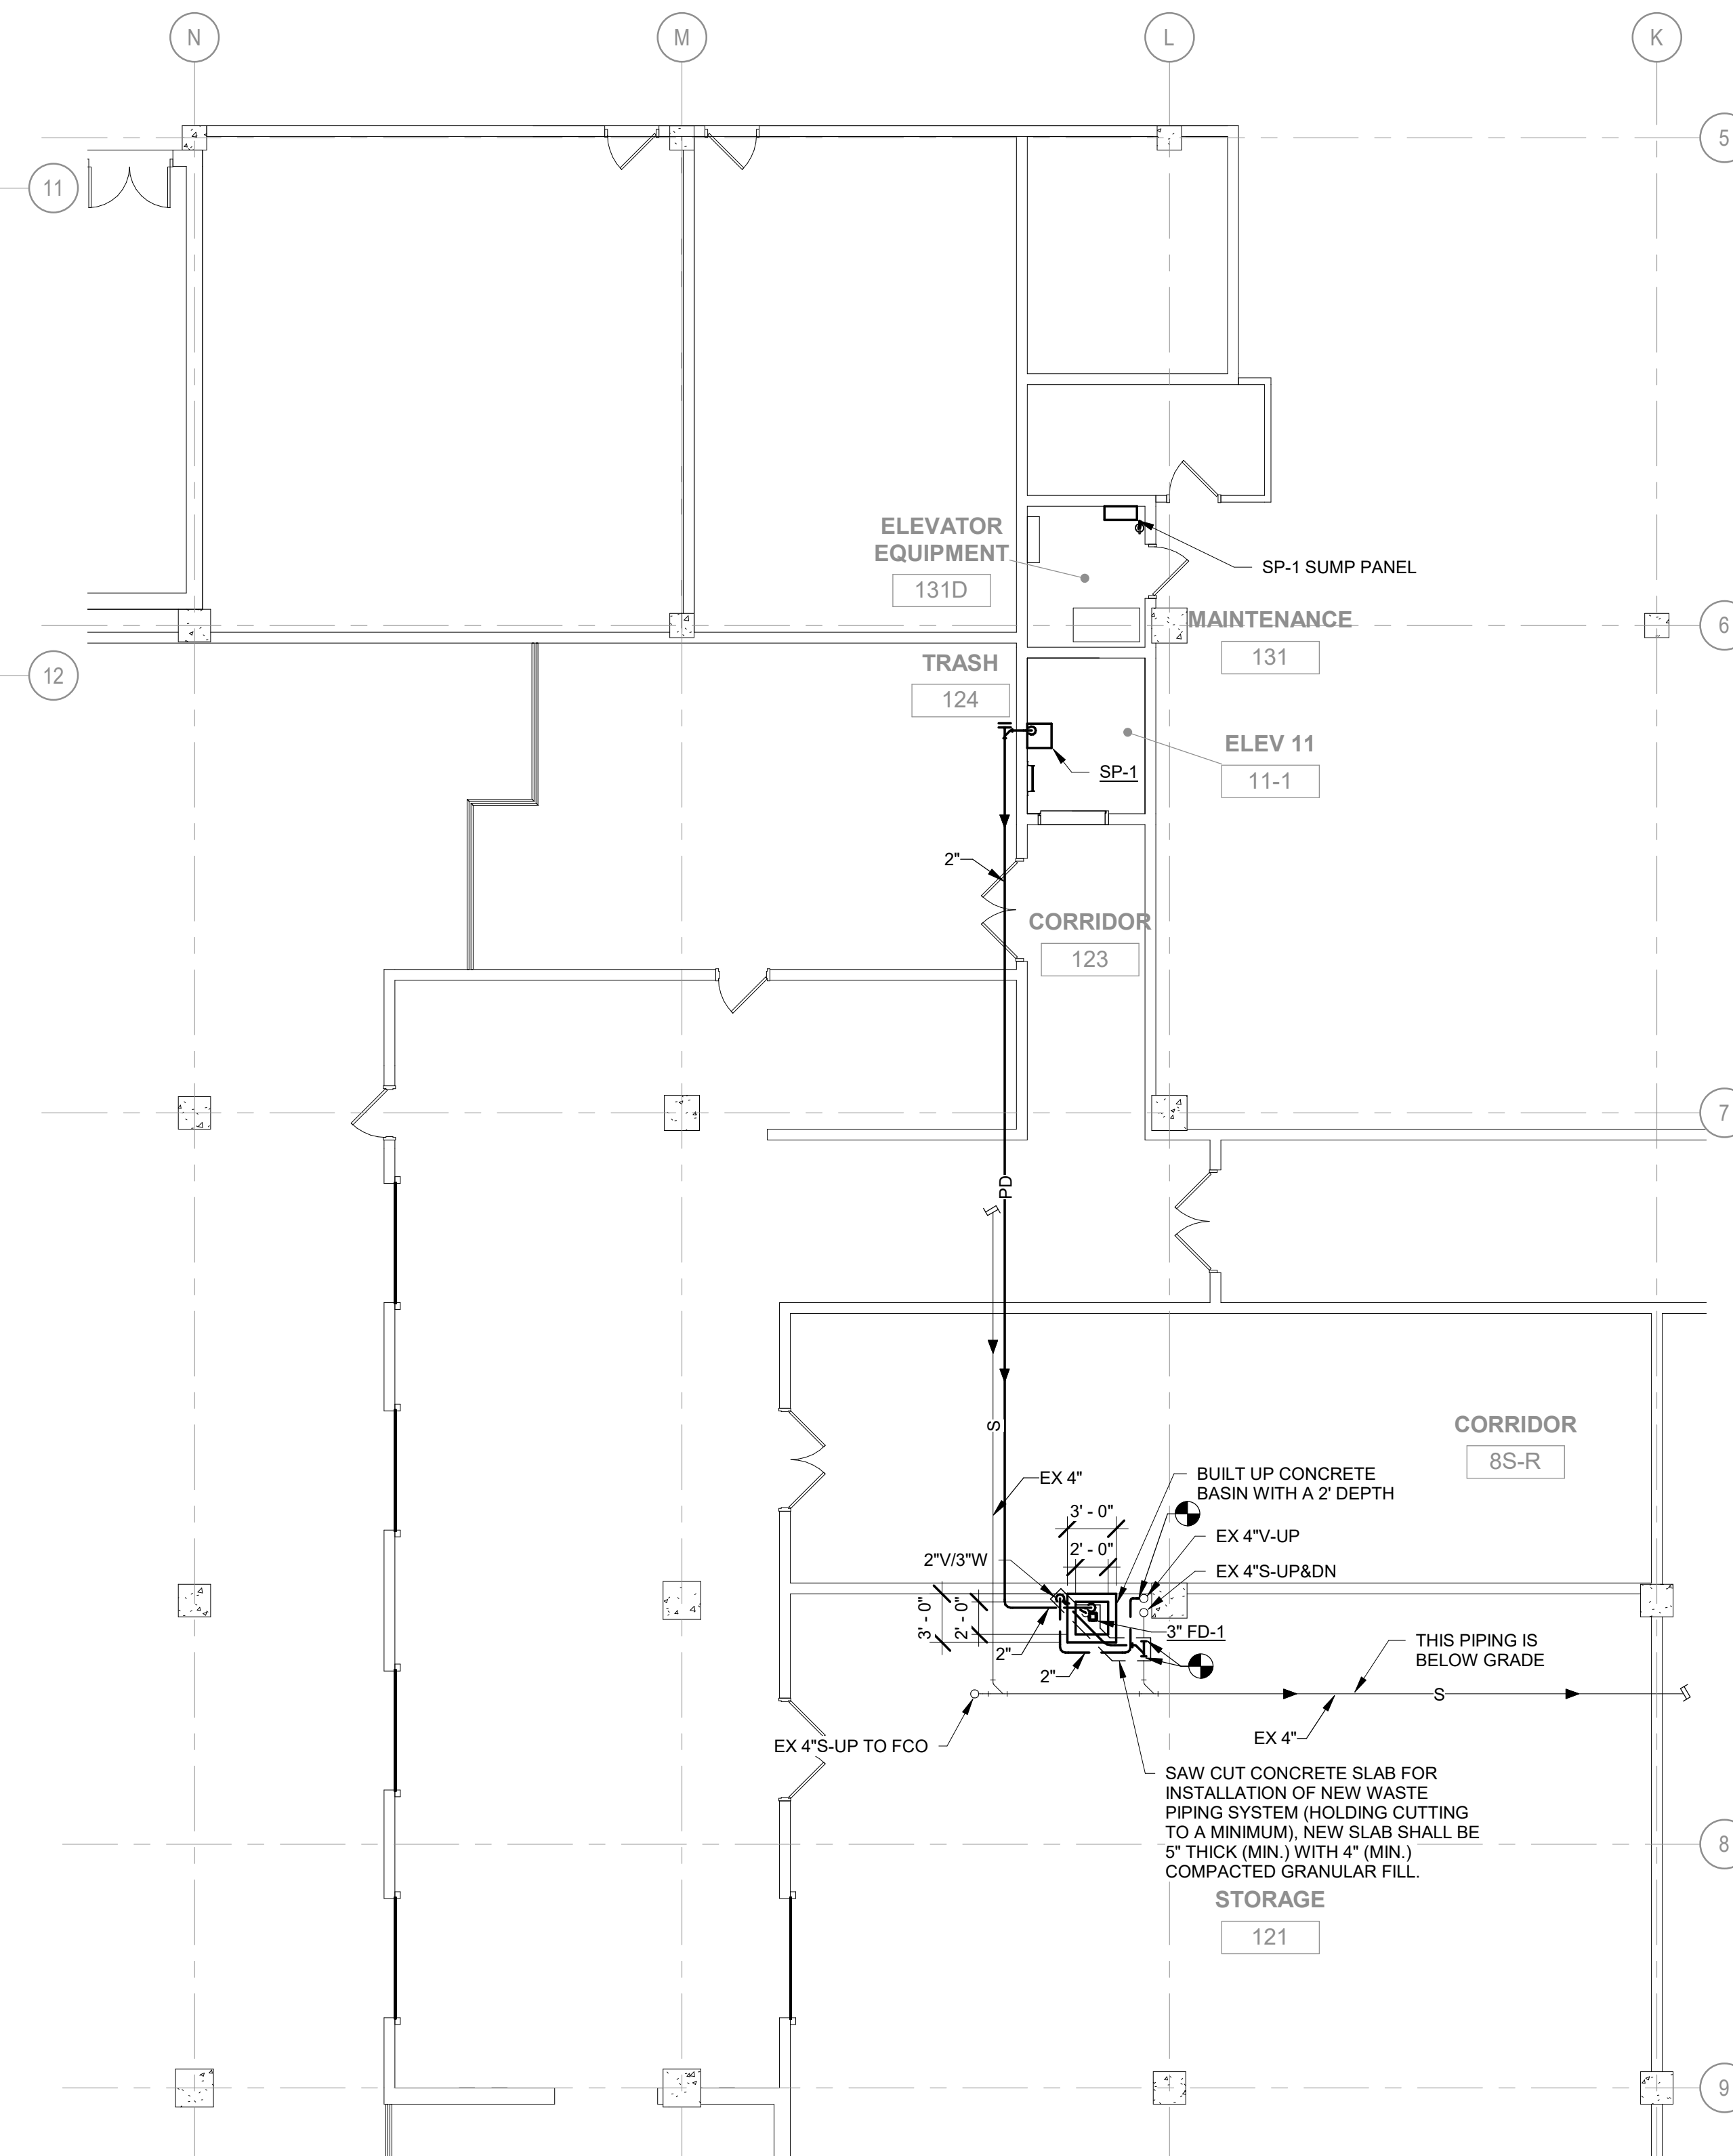 N
M
L
K
5
11
ELEVATOR
EQUIPMENT
131D
SP-1 SUMP PANEL
MAINTENANCE
131
6
12
TRASH
124
ELEV 11
11-1
SP-1
2"
CORRIDOR
123
7
PD
S
CORRIDOR
8S-R
EX 4"
BUILT UP CONCRETE
BASIN WITH A 2' DEPTH
3' - 0"
2' - 0"
EX 4"V-UP
EX 4"S-UP&DN
2"V/3"W
3' - 0"
2' - 0"
3" FD-1
2"
2"
THIS PIPING IS
BELOW GRADE
S
EX 4"
EX 4"S-UP TO FCO
SAW CUT CONCRETE SLAB FOR
INSTALLATION OF NEW WASTE
PIPING SYSTEM (HOLDING CUTTING
TO A MINIMUM), NEW SLAB SHALL BE
5" THICK (MIN.) WITH 4" (MIN.)
COMPACTED GRANULAR FILL.
8
STORAGE
121
9